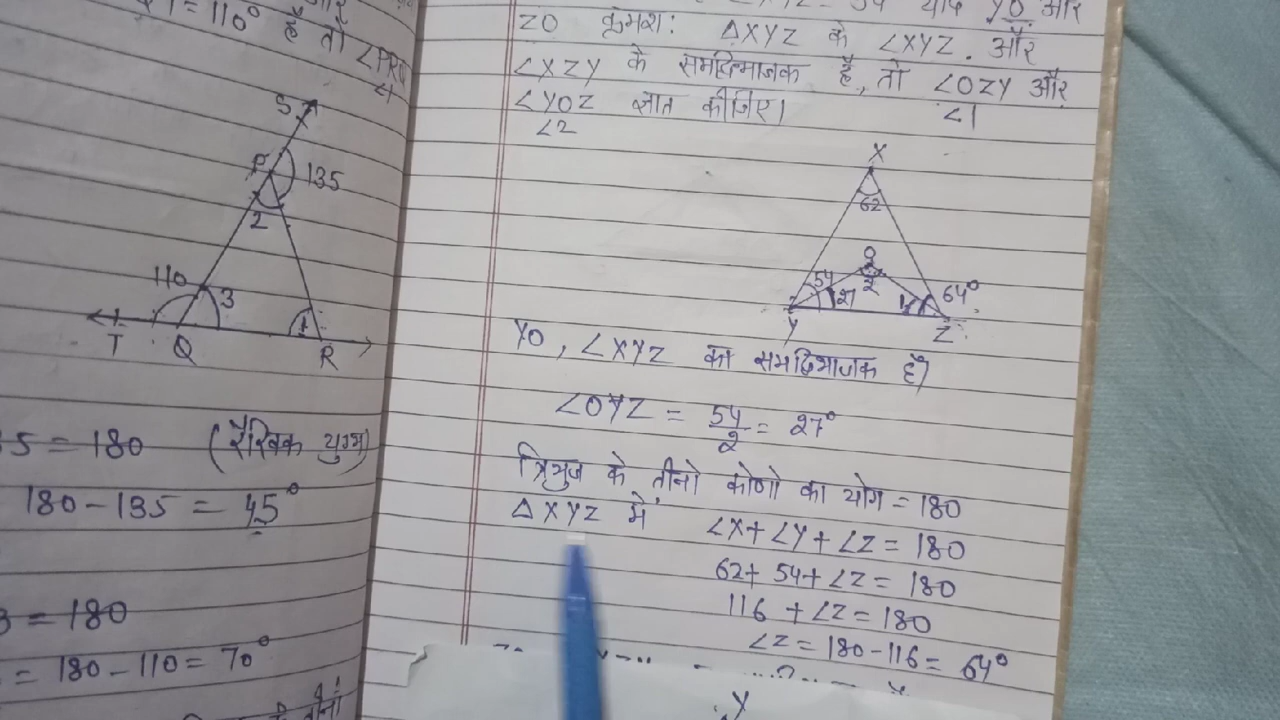 = 110° है तो ∠PRQ
∠1
S
P
135
2
110
3
1
T
Q
R
= 180 (रैखिक युग्म)
180-135 = 45°
3 = 180
= 180-110 = 70°
ZO क्रमशः ΔXYZ के ∠XYZ और
∠XZY के समद्विभाजक है, तो ∠OZY और
∠1
∠YOZ ज्ञात कीजिए।
∠2
X
62
O
2
54
27
1
64°
Y
Z
YO, ∠XYZ का समद्विभाजक है)
∠OYZ = 54/2 = 27°
त्रिभुज के तीनो कोणो का योग = 180
ΔXYZ में ∠X+∠Y+∠Z = 180
62+54+∠Z = 180
116 +∠Z = 180
∠Z = 180-116 = 64°
Y